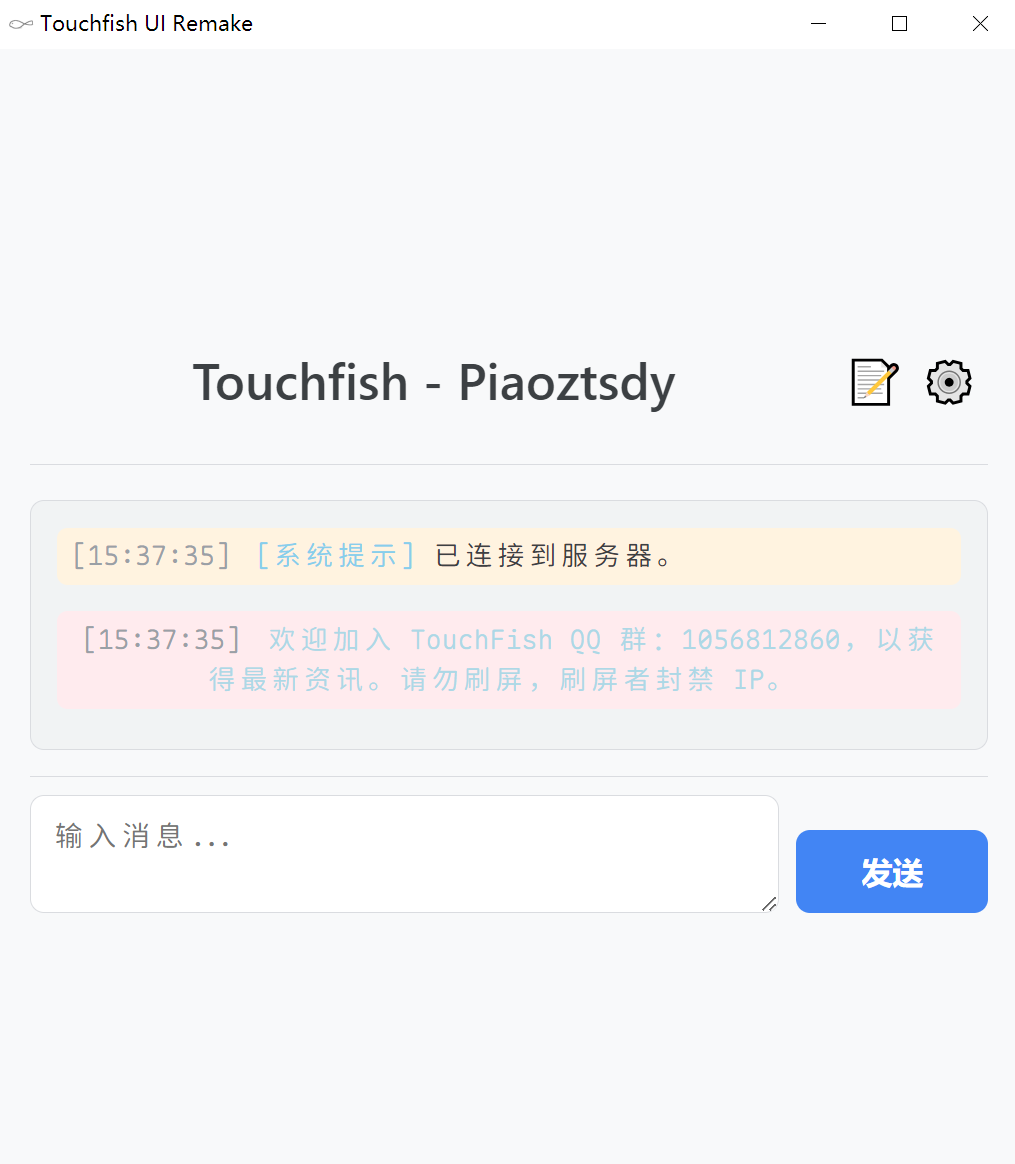 Touchfish UI Remake
Touchfish - Piaoztsdy
[15:37:35] [系统提示] 已连接到服务器。
[15:37:35] 欢迎加入 TouchFish QQ 群：1056812860，以获
得最新资讯。请勿刷屏，刷屏者封禁 IP。
输入消息...
发送